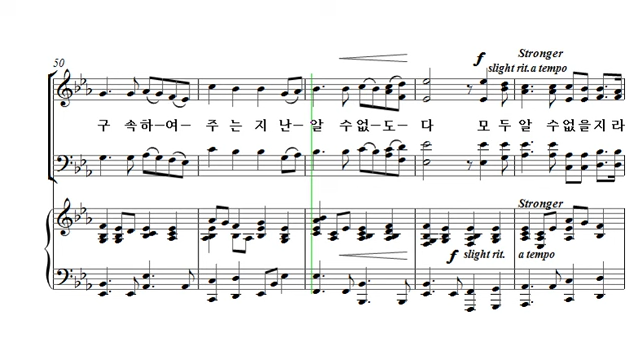 50
f
Stronger
slight rit. a tempo
구 속하-여- 주 는 지 난- 알 수없-도- 다 모 두 알 수없을지라
Stronger
f slight rit. a tempo